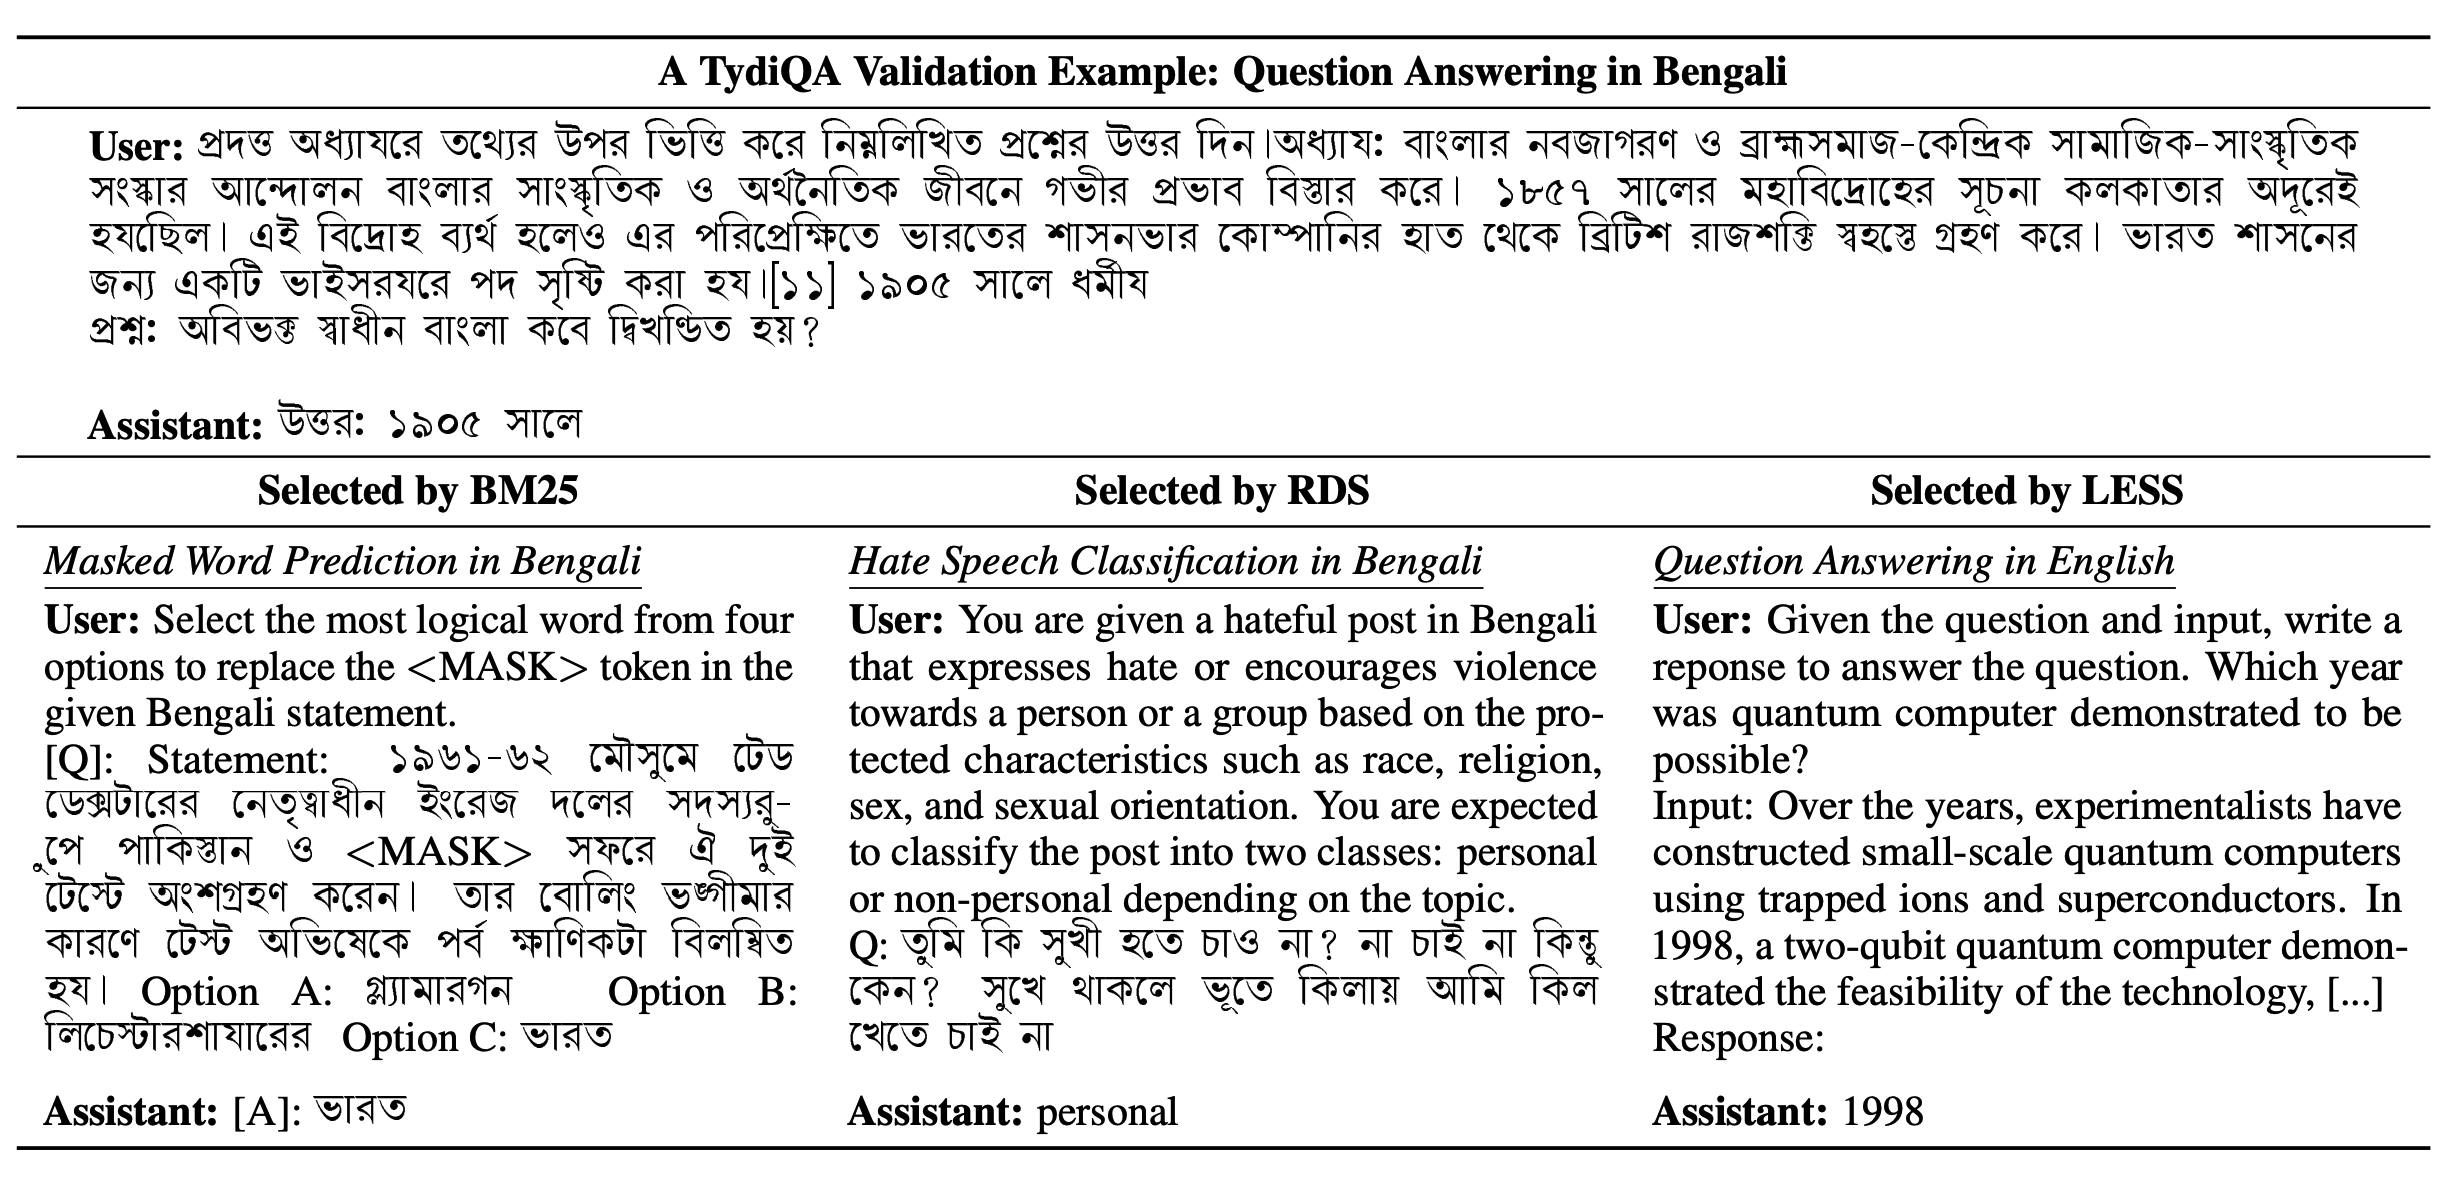 A TydiQA Validation Example: Question Answering in Bengali
User: প্রদত্ত অধ্যাযরে তথ্যের উপর ভিত্তি করে নিম্নলিখিত প্রশ্নের উত্তর দিন।অধ্যায: বাংলার নবজাগরণ ও ব্রাহ্মসমাজ-কেন্দ্রিক সামাজিক-সাংস্কৃতিক
সংস্কার আন্দোলন বাংলার সাংস্কৃতিক ও অর্থনৈতিক জীবনে গভীর প্রভাব বিস্তার করে। ১৮৫৭ সালের মহাবিদ্রোহের সূচনা কলকাতার অদূরেই
হযেছিল। এই বিদ্রোহ ব্যর্থ হলেও এর পরিপ্রেক্ষিতে ভারতের শাসনভার কোম্পানির হাত থেকে ব্রিটিশ রাজশক্তি স্বহস্তে গ্রহণ করে। ভারত শাসনের
জন্য একটি ভাইসরযরে পদ সৃষ্টি করা হয।[১১] ১৯০৫ সালে ধর্মীয
প্রশ্ন: অবিভক্ত স্বাধীন বাংলা কবে দ্বিখন্ডিত হয়?
Assistant: উত্তর: ১৯০৫ সালে
Selected by BM25
Masked Word Prediction in Bengali
User: Select the most logical word from four
options to replace the <MASK> token in the
given Bengali statement.
[Q]: Statement: ১৯৬১-৬২ মৌসুমে টেড
ডেক্সটারের নেতৃত্বাধীন ইংরেজ দলের সদস্যরু-
ূপে পাকিস্তান ও <MASK> সফরে ঐ দুই
টেস্টে অংশগ্রহণ করেন। তার বোলিং ভঙ্গীমার
কারণে টেস্ট অভিষেকে পর্ব ক্ষাণিকটা বিলম্বিত
হয। Option A: গ্ল্যামারগন Option B:
লিচেস্টারশাযারের Option C: ভারত
Assistant: [A]: ভারত
Selected by RDS
Hate Speech Classification in Bengali
User: You are given a hateful post in Bengali
that expresses hate or encourages violence
towards a person or a group based on the pro-
tected characteristics such as race, religion,
sex, and sexual orientation. You are expected
to classify the post into two classes: personal
or non-personal depending on the topic.
Q: তুমি কি সুখী হতে চাও না? না চাই না কিন্তু
কেন? সুখে থাকলে ভূতে কিলায় আমি কিল
খেতে চাই না
Assistant: personal
Selected by LESS
Question Answering in English
User: Given the question and input, write a
reponse to answer the question. Which year
was quantum computer demonstrated to be
possible?
Input: Over the years, experimentalists have
constructed small-scale quantum computers
using trapped ions and superconductors. In
1998, a two-qubit quantum computer demon-
strated the feasibility of the technology, [...]
Response:
Assistant: 1998